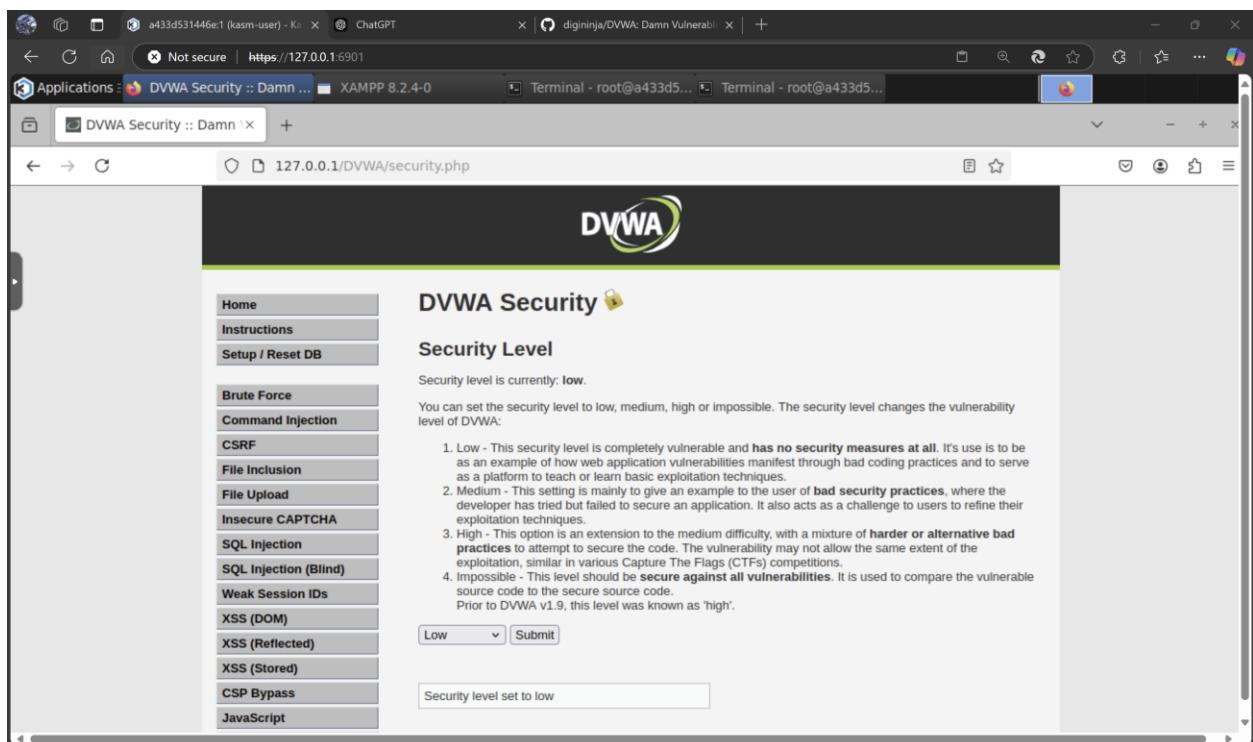 a433d531446e:1 (kasm-user) - Ka
ChatGPT
digininja/DVWA: Damn Vulnerabl
Not secure
https://127.0.0.1:6901
Applications
DVWA Security :: Damn ...
XAMPP 8.2.4-0
Terminal - root@a433d5...
Terminal - root@a433d5...
DVWA Security :: Damn
127.0.0.1/DVWA/security.php
DVWA
Home
Instructions
Setup / Reset DB
Brute Force
Command Injection
CSRF
File Inclusion
File Upload
Insecure CAPTCHA
SQL Injection
SQL Injection (Blind)
Weak Session IDs
XSS (DOM)
XSS (Reflected)
XSS (Stored)
CSP Bypass
JavaScript
DVWA Security
Security Level
Security level is currently: low.
You can set the security level to low, medium, high or impossible. The security level changes the vulnerability
level of DVWA:
1. Low - This security level is completely vulnerable and has no security measures at all. It's use is to be
as an example of how web application vulnerabilities manifest through bad coding practices and to serve
as a platform to teach or learn basic exploitation techniques.
2. Medium - This setting is mainly to give an example to the user of bad security practices, where the
developer has tried but failed to secure an application. It also acts as a challenge to users to refine their
exploitation techniques.
3. High - This option is an extension to the medium difficulty, with a mixture of harder or alternative bad
practices to attempt to secure the code. The vulnerability may not allow the same extent of the
exploitation, similar in various Capture The Flags (CTFs) competitions.
4. Impossible - This level should be secure against all vulnerabilities. It is used to compare the vulnerable
source code to the secure source code.
Prior to DVWA v1.9, this level was known as 'high'.
Low
Submit
Security level set to low